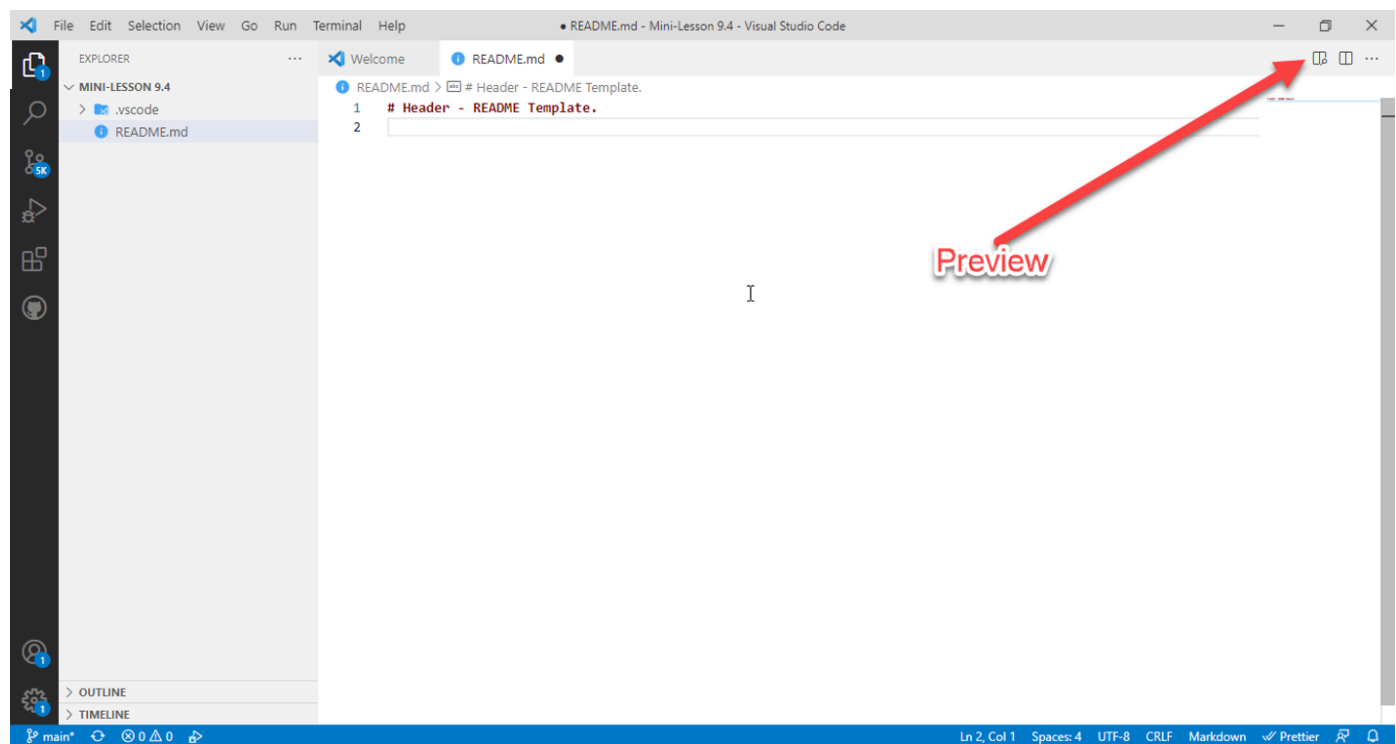 File Edit Selection View Go Run Terminal Help ● README.md - Mini-Lesson 9.4 - Visual Studio Code
EXPLORER ··· Welcome README.md ●
MINI-LESSON 9.4
README.md > # Header - README Template.
.vscode
README.md
1 # Header - README Template.
2
Preview
1
5K
1
1
OUTLINE
TIMELINE
main* 0 0 Ln 2, Col 1 Spaces: 4 UTF-8 CRLF Markdown Prettier